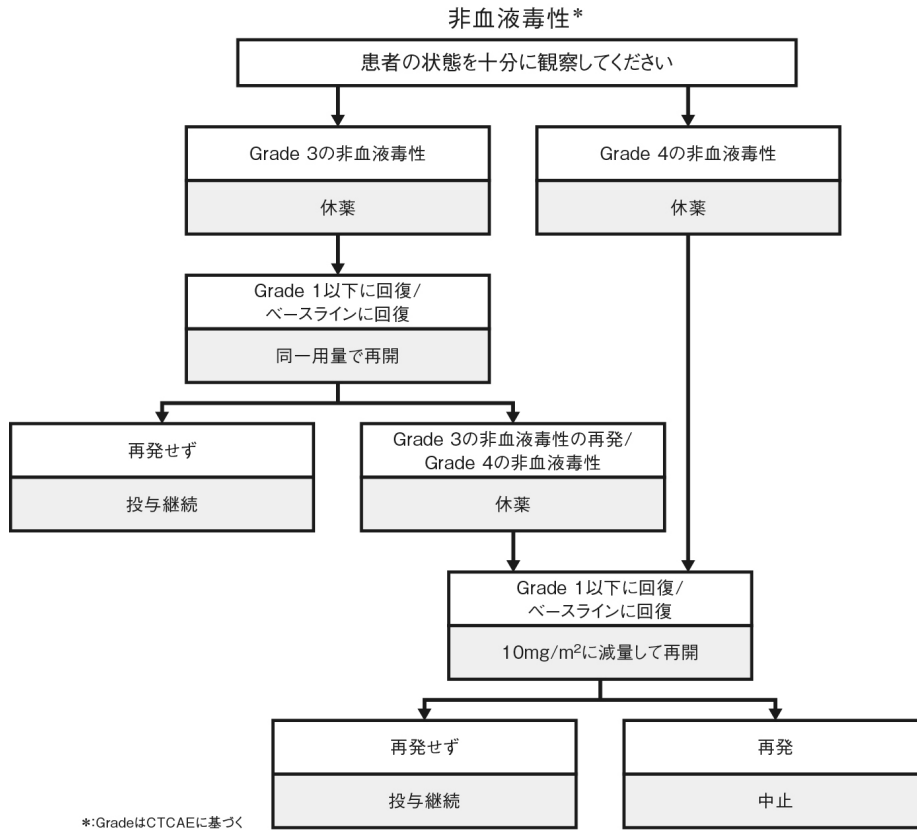 非血液毒性*
患者の状態を十分に観察してください
Grade 3の非血液毒性
休薬
Grade 4の非血液毒性
休薬
Grade 1以下に回復/
ベースラインに回復
同一用量で再開
再発せず
投与継続
Grade 3の非血液毒性の再発/
Grade 4の非血液毒性
休薬
Grade 1以下に回復/
ベースラインに回復
10mg/m²に減量して再開
再発せず
投与継続
再発
中止
*:GradeはCTCAEに基づく